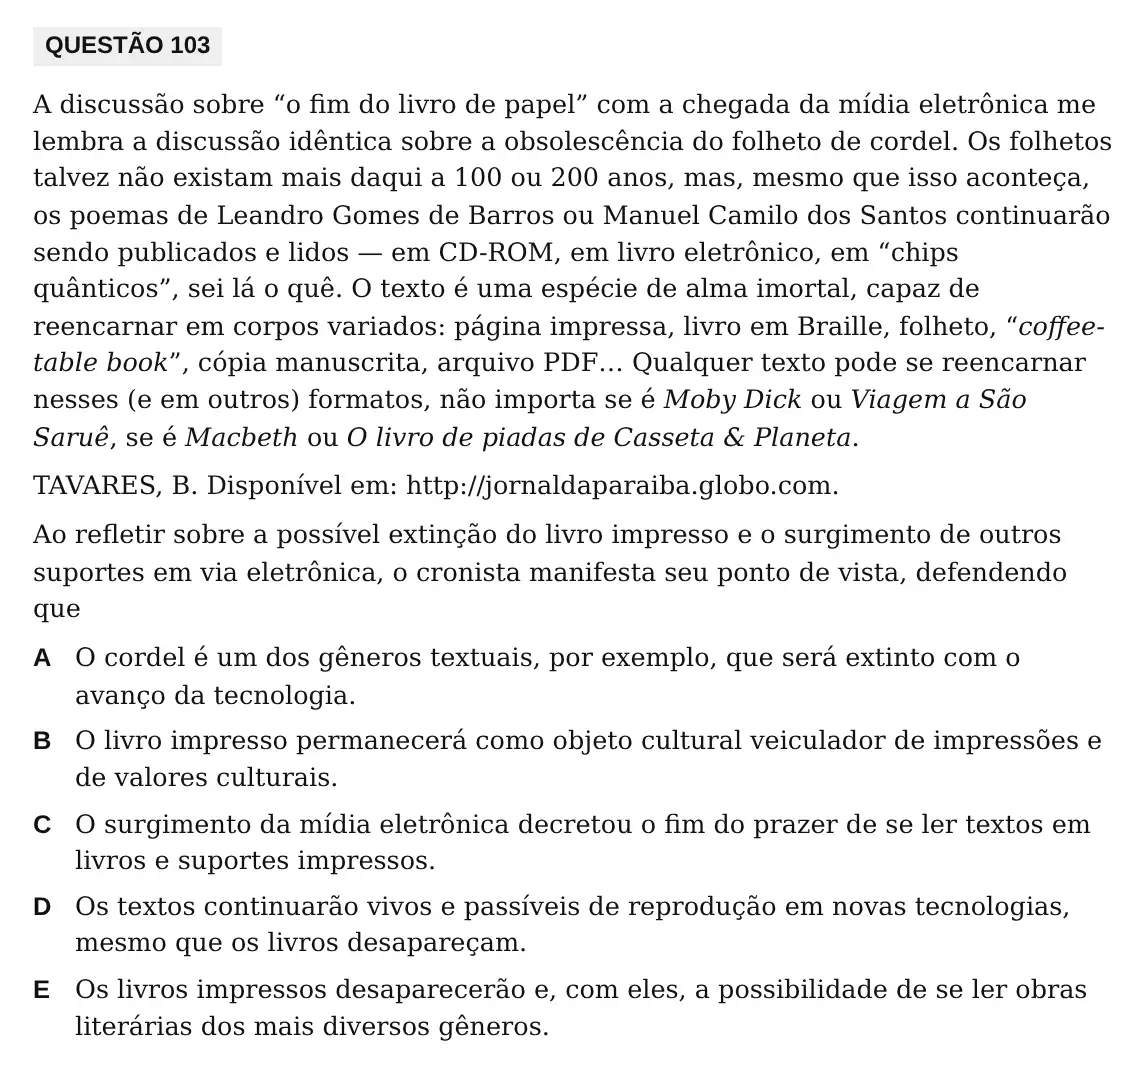 QUESTÃO 103
A discussão sobre “o fim do livro de papel” com a chegada da mídia eletrônica me
lembra a discussão idêntica sobre a obsolescência do folheto de cordel. Os folhetos
talvez não existam mais daqui a 100 ou 200 anos, mas, mesmo que isso aconteça,
os poemas de Leandro Gomes de Barros ou Manuel Camilo dos Santos continuarão
sendo publicados e lidos — em CD-ROM, em livro eletrônico, em “chips
quânticos”, sei lá o quê. O texto é uma espécie de alma imortal, capaz de
reencarnar em corpos variados: página impressa, livro em Braille, folheto, “coffee-
table book”, cópia manuscrita, arquivo PDF... Qualquer texto pode se reencarnar
nesses (e em outros) formatos, não importa se é Moby Dick ou Viagem a São
Saruê, se é Macbeth ou O livro de piadas de Casseta & Planeta.
TAVARES, B. Disponível em: http://jornaldaparaiba.globo.com.
Ao refletir sobre a possível extinção do livro impresso e o surgimento de outros
suportes em via eletrônica, o cronista manifesta seu ponto de vista, defendendo
que
A O cordel é um dos gêneros textuais, por exemplo, que será extinto com o
avanço da tecnologia.
B O livro impresso permanecerá como objeto cultural veiculador de impressões e
de valores culturais.
C O surgimento da mídia eletrônica decretou o fim do prazer de se ler textos em
livros e suportes impressos.
D Os textos continuarão vivos e passíveis de reprodução em novas tecnologias,
mesmo que os livros desapareçam.
E Os livros impressos desaparecerão e, com eles, a possibilidade de se ler obras
literárias dos mais diversos gêneros.